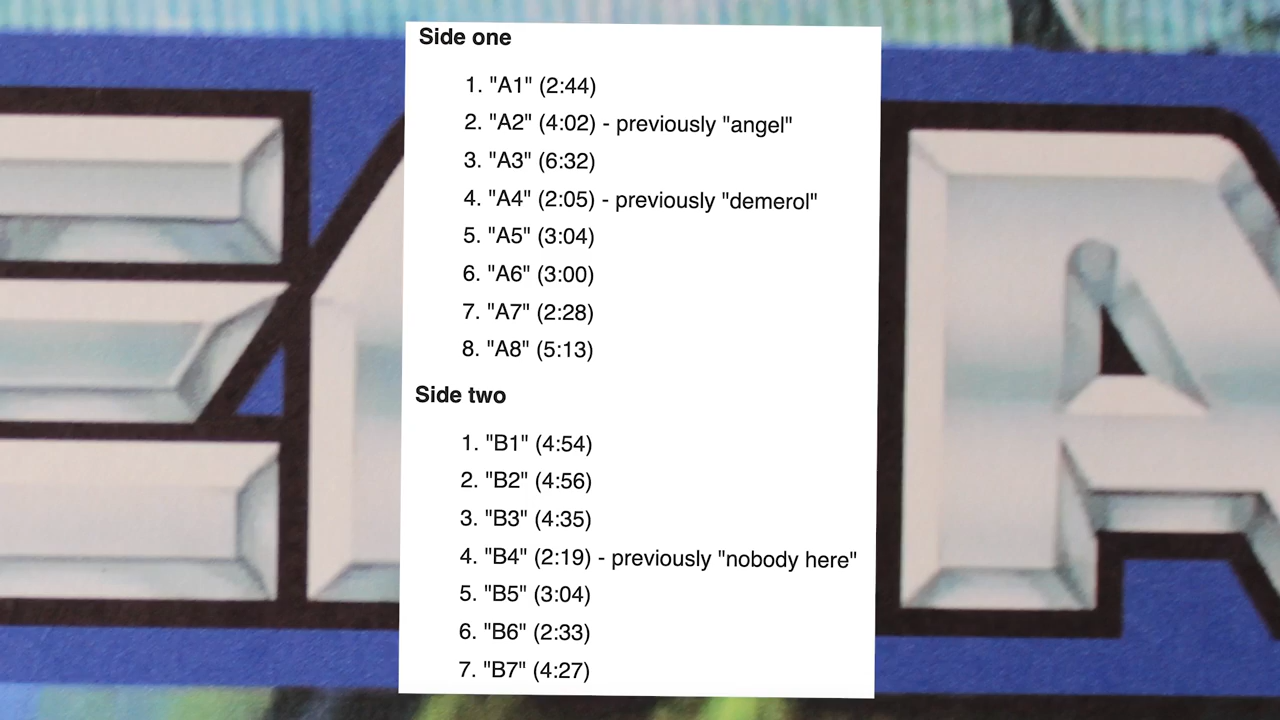 Side one
1. "A1" (2:44)
2. "A2" (4:02) - previously "angel"
3. "A3" (6:32)
4. "A4" (2:05) - previously "demerol"
5. "A5" (3:04)
6. "A6" (3:00)
7. "A7" (2:28)
8. "A8" (5:13)
Side two
1. "B1" (4:54)
2. "B2" (4:56)
3. "B3" (4:35)
4. "B4" (2:19) - previously "nobody here"
5. "B5" (3:04)
6. "B6" (2:33)
7. "B7" (4:27)